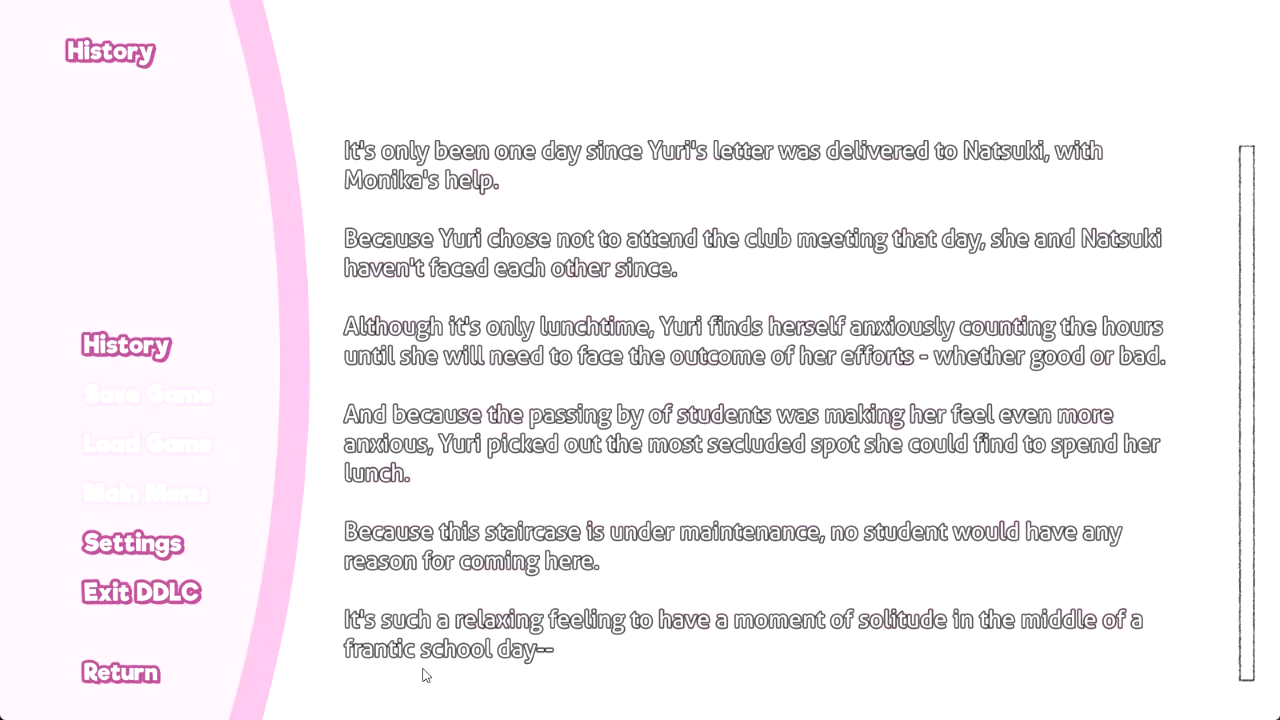 History
It's only been one day since Yuri's letter was delivered to Natsuki, with
Monika's help.
Because Yuri chose not to attend the club meeting that day, she and Natsuki
haven't faced each other since.
Although it's only lunchtime, Yuri finds herself anxiously counting the hours
until she will need to face the outcome of her efforts - whether good or bad.
And because the passing by of students was making her feel even more
anxious, Yuri picked out the most secluded spot she could find to spend her
lunch.
Because this staircase is under maintenance, no student would have any
reason for coming here.
It's such a relaxing feeling to have a moment of solitude in the middle of a
frantic school day--
History
Save Game
Load Game
Main Menu
Settings
Exit DDLC
Return